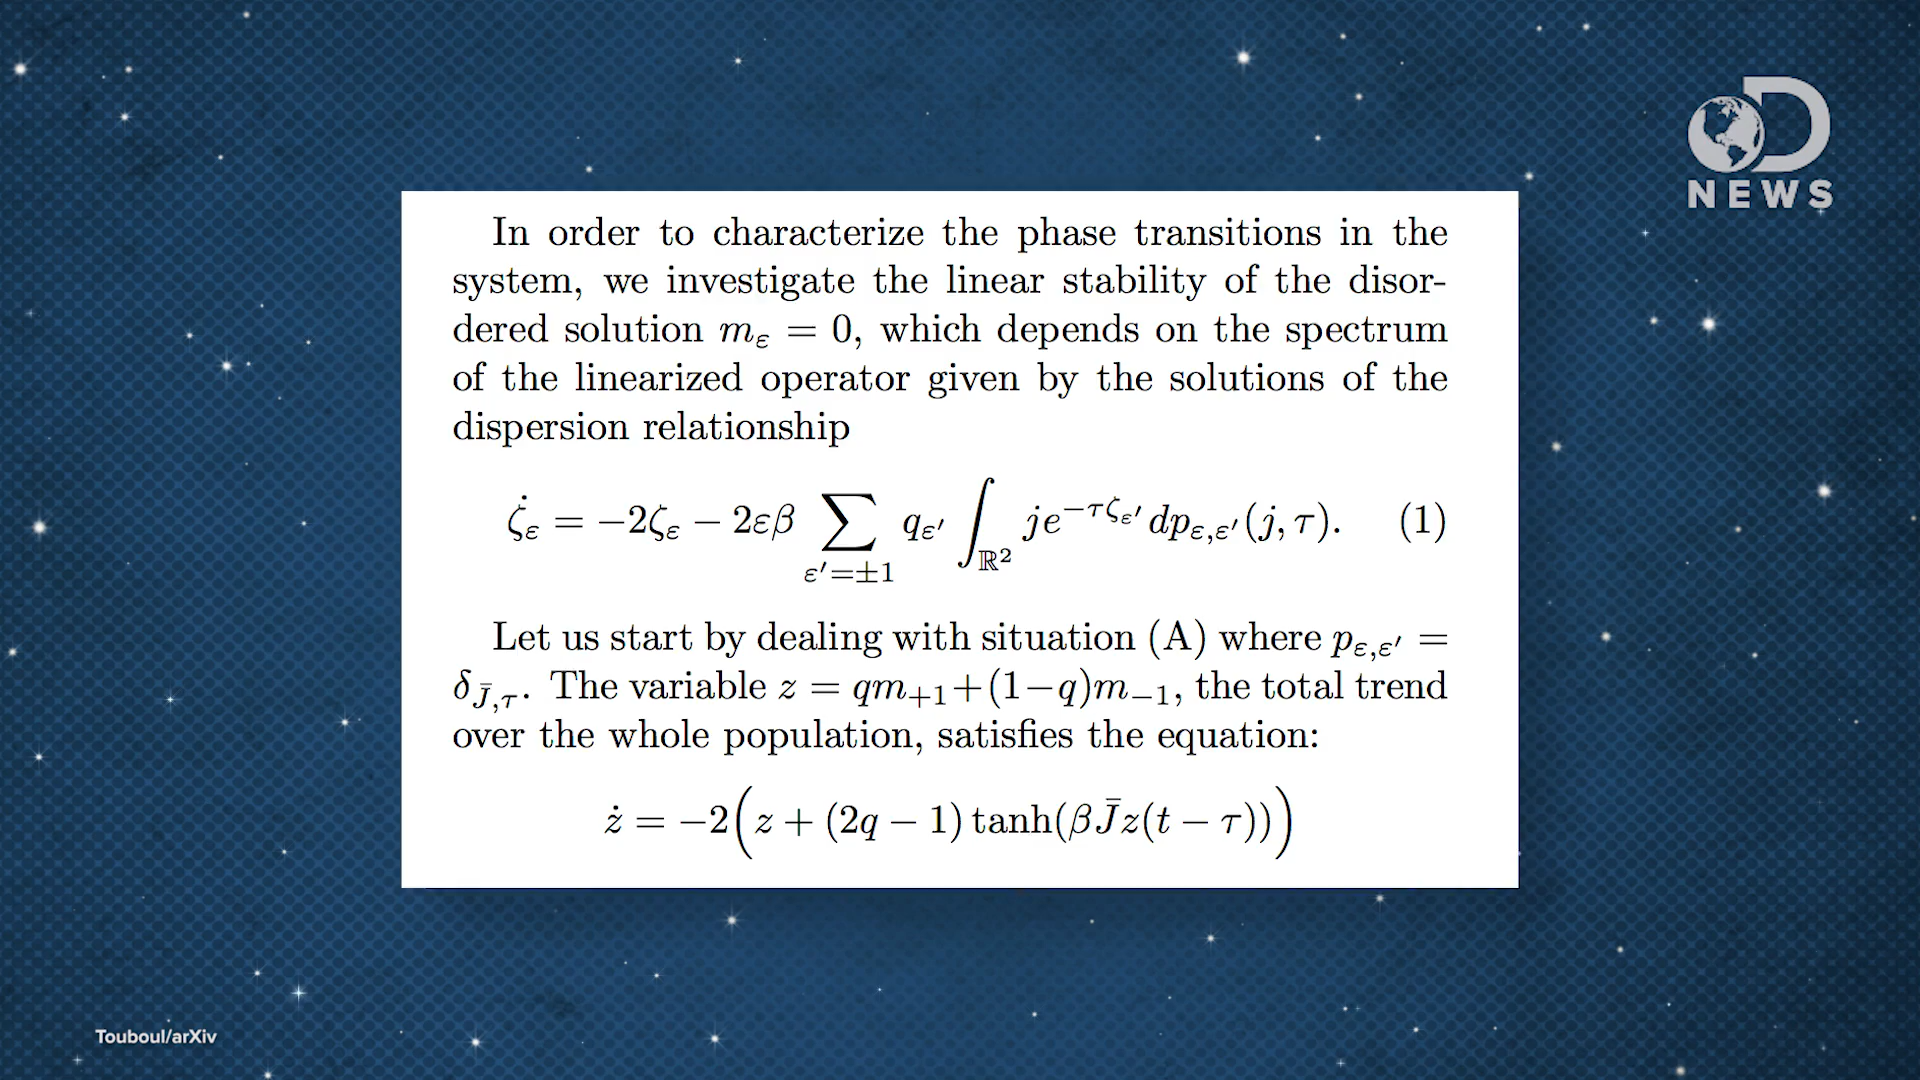 D
NEWS
In order to characterize the phase transitions in the
system, we investigate the linear stability of the disor-
dered solution m_ε = 0, which depends on the spectrum
of the linearized operator given by the solutions of the
dispersion relationship
ζ̇_ε = −2ζ_ε − 2εβ ∑_{ε′=±1} q_{ε′} ∫_{ℝ²} je^{−τζ_{ε′}} dp_{ε,ε′}(j, τ). (1)
Let us start by dealing with situation (A) where p_{ε,ε′} =
δ_{J̄,τ}. The variable z = qm_{+1}+(1−q)m_{−1}, the total trend
over the whole population, satisfies the equation:
ż = −2(z + (2q − 1) tanh(βJ̄z(t − τ)))
Touboul/arXiv